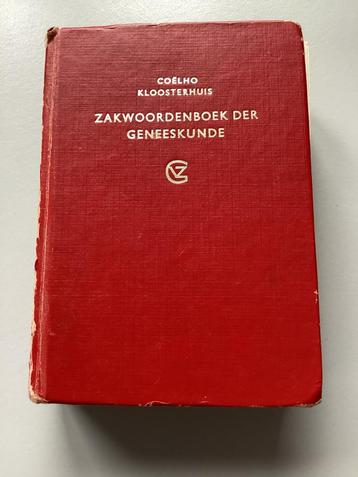 COËLHO
KLOOSTERHUIS
ZAKWOORDENBOEK DER
GENEESKUNDE